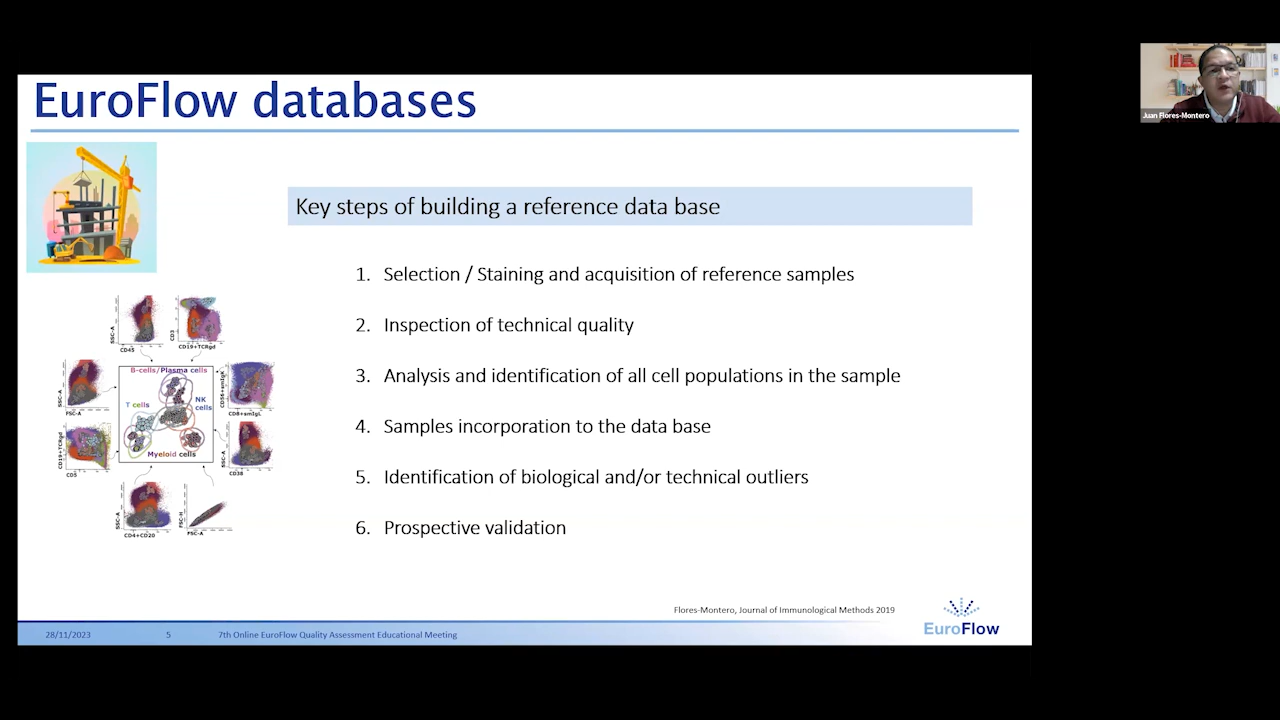 EuroFlow databases
Juan Flores-Montero
Key steps of building a reference data base
1. Selection / Staining and acquisition of reference samples
2. Inspection of technical quality
3. Analysis and identification of all cell populations in the sample
4. Samples incorporation to the data base
5. Identification of biological and/or technical outliers
6. Prospective validation
SSC-A
CD45
CD3
CD19+TCRgd
SSC-A
FSC-A
B-cells/Plasma cells
T cells
NK
cells
Myeloid cells
CD56+smIgK
CD8+smIgL
CD19+TCRgd
CD5
SSC-A
CD38
SSC-A
CD4+CD20
FSC-H
FSC-A
Flores-Montero, Journal of Immunological Methods 2019
28/11/2023
5
7th Online EuroFlow Quality Assessment Educational Meeting
EuroFlow